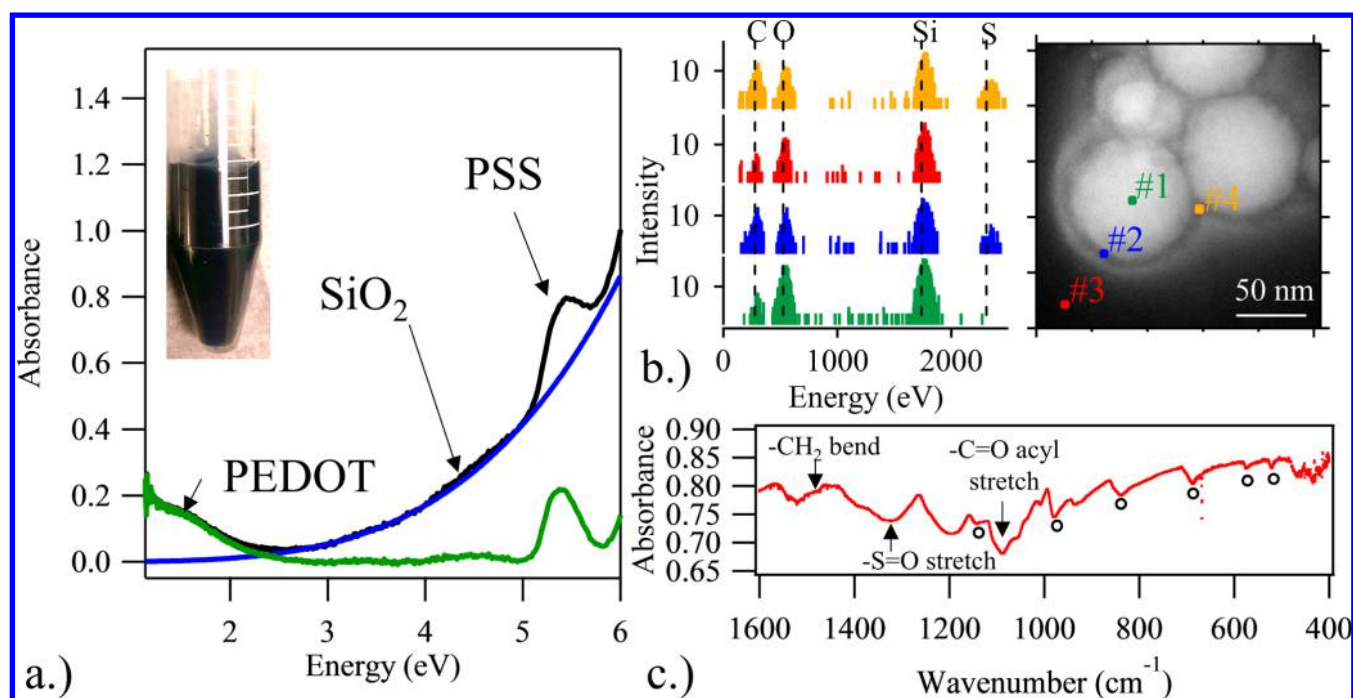 1.4
1.2
1.0
0.8
0.6
0.4
0.2
0.0
Absorbance
PSS
SiO2
PEDOT
2
3
4
5
6
Energy (eV)
a.)
C O Si S
10
10
10
10
Intensity
0
1000
2000
Energy (eV)
b.)
#1
#4
#2
#3
50 nm
0.90
0.85
0.80
0.75
0.70
0.65
Absorbance
-CH2 bend
-C=O acyl
stretch
-S=O stretch
1600
1400
1200
1000
800
600
400
Wavenumber (cm-1)
c.)